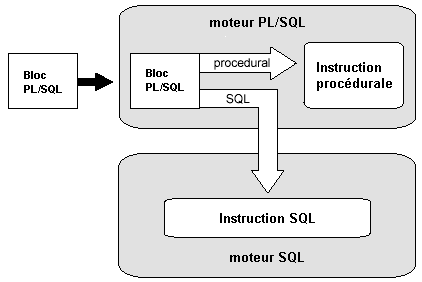 moteur PL/SQL
Bloc
PL/SQL
Bloc
PL/SQL
procedural
SQL
Instruction
procédurale
Instruction SQL
moteur SQL